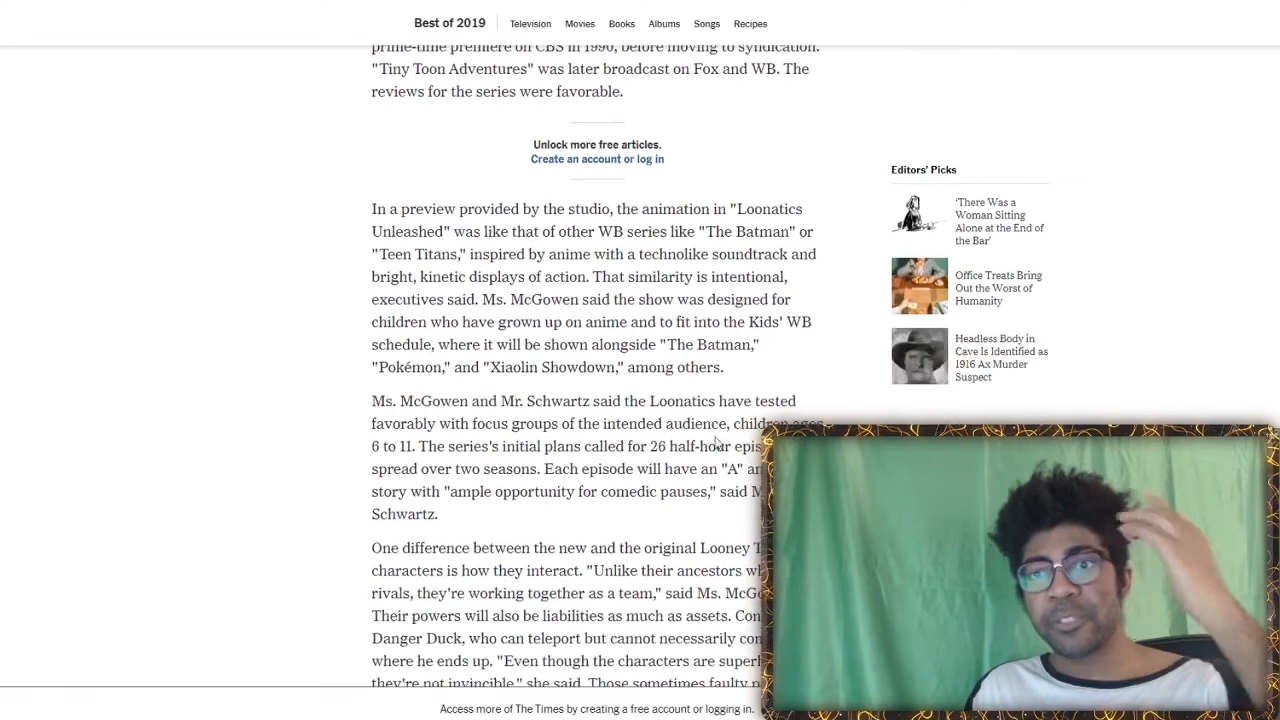 Best of 2019
Television Movies Books Albums Songs Recipes
prime-time premiere on CBS in 1990, before moving to syndication.
"Tiny Toon Adventures" was later broadcast on Fox and WB. The
reviews for the series were favorable.
Unlock more free articles.
Create an account or log in
In a preview provided by the studio, the animation in "Loonatics
Unleashed" was like that of other WB series like "The Batman" or
"Teen Titans," inspired by anime with a technolike soundtrack and
bright, kinetic displays of action. That similarity is intentional,
executives said. Ms. McGowen said the show was designed for
children who have grown up on anime and to fit into the Kids' WB
schedule, where it will be shown alongside "The Batman,"
"Pokémon," and "Xiaolin Showdown," among others.
Ms. McGowen and Mr. Schwartz said the Loonatics have tested
favorably with focus groups of the intended audience, children ages
6 to 11. The series's initial plans called for 26 half-hour
spread over two seasons. Each episode will have an "A"
story with "ample opportunity for comedic pauses," said
Schwartz.
One difference between the new and the original Looney
characters is how they interact. "Unlike their ancestors
rivals, they're working together as a team," said Ms.
Their powers will also be liabilities as much as assets.
Danger Duck, who can teleport but cannot necessarily
where he ends up. "Even though the characters are
they're not invincible," she said. Those sometimes faulty
Editors' Picks
‘There Was a
Woman Sitting
Alone at the End of
the Bar’
Office Treats Bring
Out the Worst of
Humanity
Headless Body in
Cave Is Identified as
1916 Ax Murder
Suspect
Access more of The Times by creating a free account or logging in.